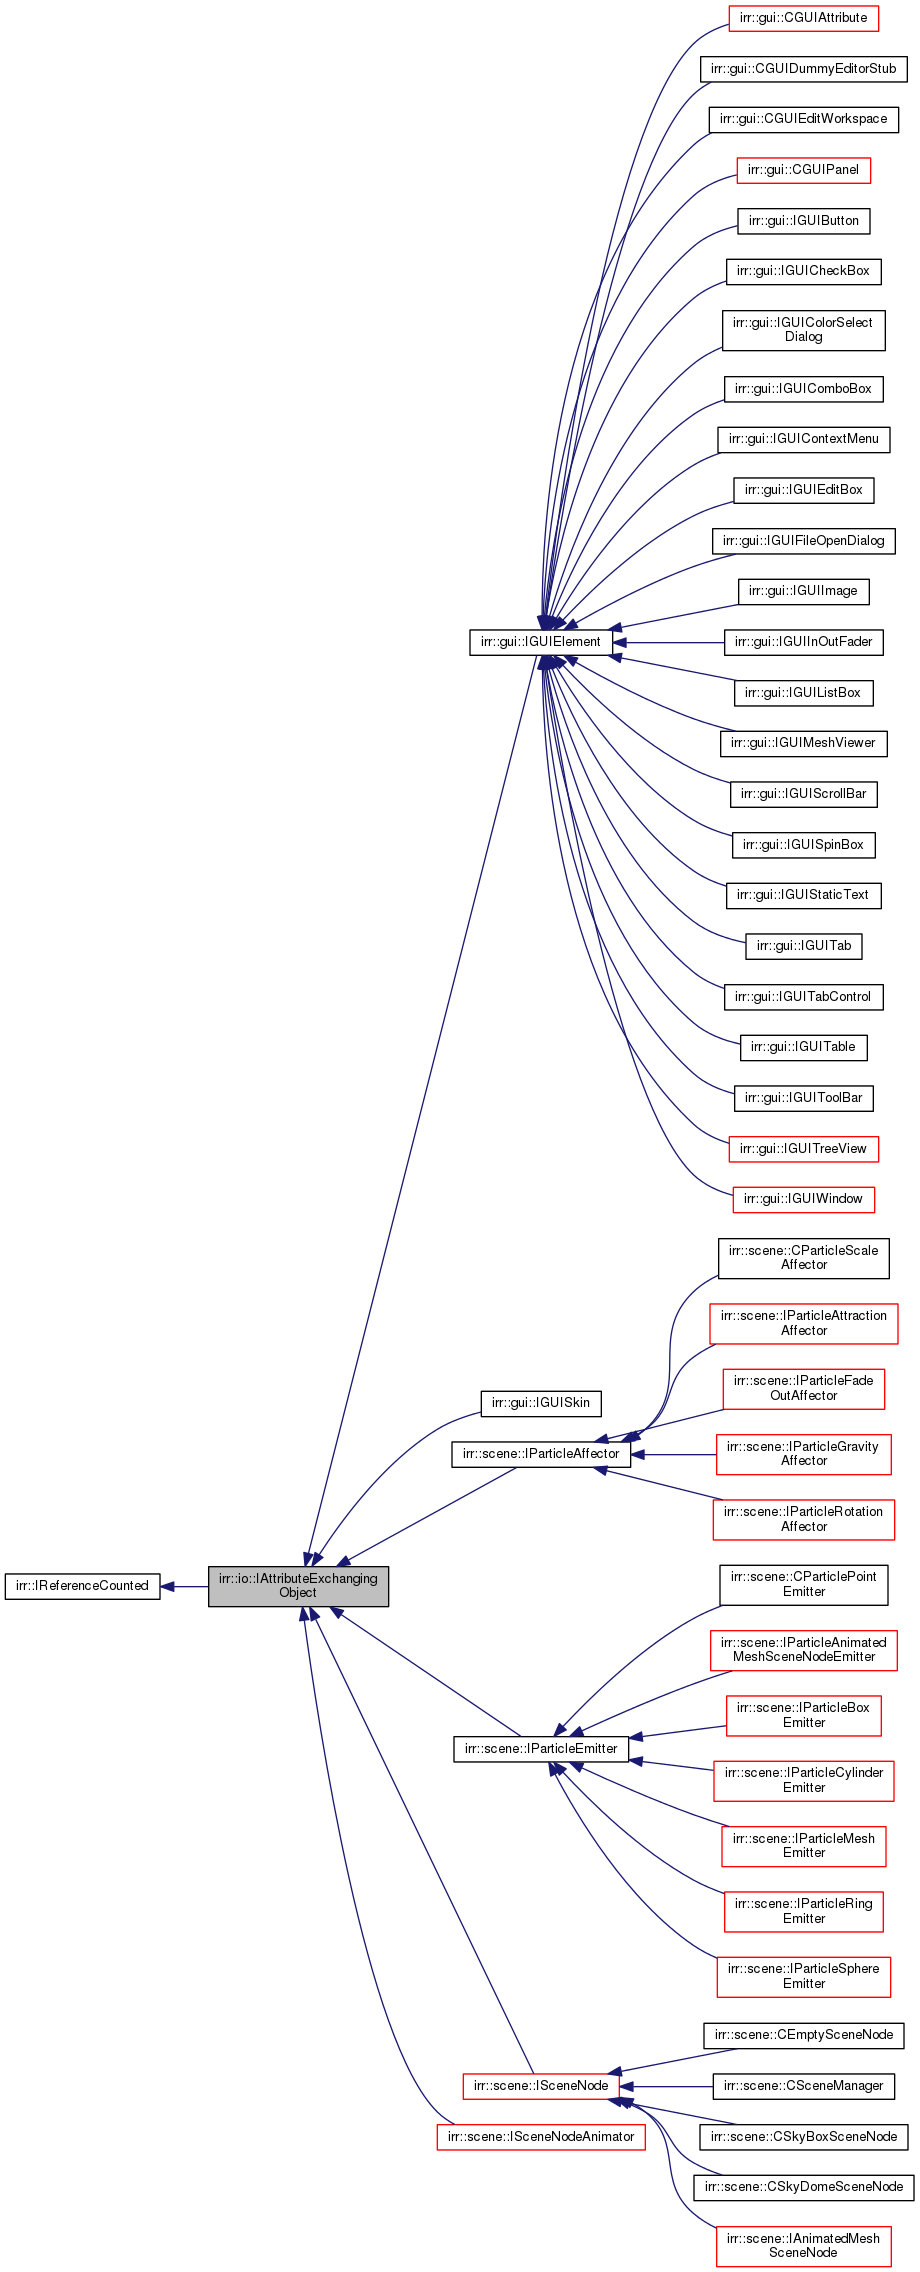 irr::gui::CGUIAttribute
irr::gui::CGUIDummyEditorStub
irr::gui::CGUIEditWorkspace
irr::gui::CGUIPanel
irr::gui::IGUIButton
irr::gui::IGUICheckBox
irr::gui::IGUIColorSelect
Dialog
irr::gui::IGUIComboBox
irr::gui::IGUIContextMenu
irr::gui::IGUIEditBox
irr::gui::IGUIFileOpenDialog
irr::gui::IGUIImage
irr::gui::IGUIElement
irr::gui::IGUIInOutFader
irr::gui::IGUIListBox
irr::gui::IGUIMeshViewer
irr::gui::IGUIScrollBar
irr::gui::IGUISpinBox
irr::gui::IGUIStaticText
irr::gui::IGUITab
irr::gui::IGUITabControl
irr::gui::IGUITable
irr::gui::IGUIToolBar
irr::gui::IGUITreeView
irr::gui::IGUIWindow
irr::scene::CParticleScale
Affector
irr::scene::IParticleAttraction
Affector
irr::scene::IParticleFade
OutAffector
irr::gui::IGUISkin
irr::scene::IParticleAffector
irr::scene::IParticleGravity
Affector
irr::scene::IParticleRotation
Affector
irr::IReferenceCounted
irr::io::IAttributeExchanging
Object
irr::scene::CParticlePoint
Emitter
irr::scene::IParticleAnimated
MeshSceneNodeEmitter
irr::scene::IParticleBox
Emitter
irr::scene::IParticleEmitter
irr::scene::IParticleCylinder
Emitter
irr::scene::IParticleMesh
Emitter
irr::scene::IParticleRing
Emitter
irr::scene::IParticleSphere
Emitter
irr::scene::CEmptySceneNode
irr::scene::ISceneNode
irr::scene::CSceneManager
irr::scene::ISceneNodeAnimator
irr::scene::CSkyBoxSceneNode
irr::scene::CSkyDomeSceneNode
irr::scene::IAnimatedMesh
SceneNode